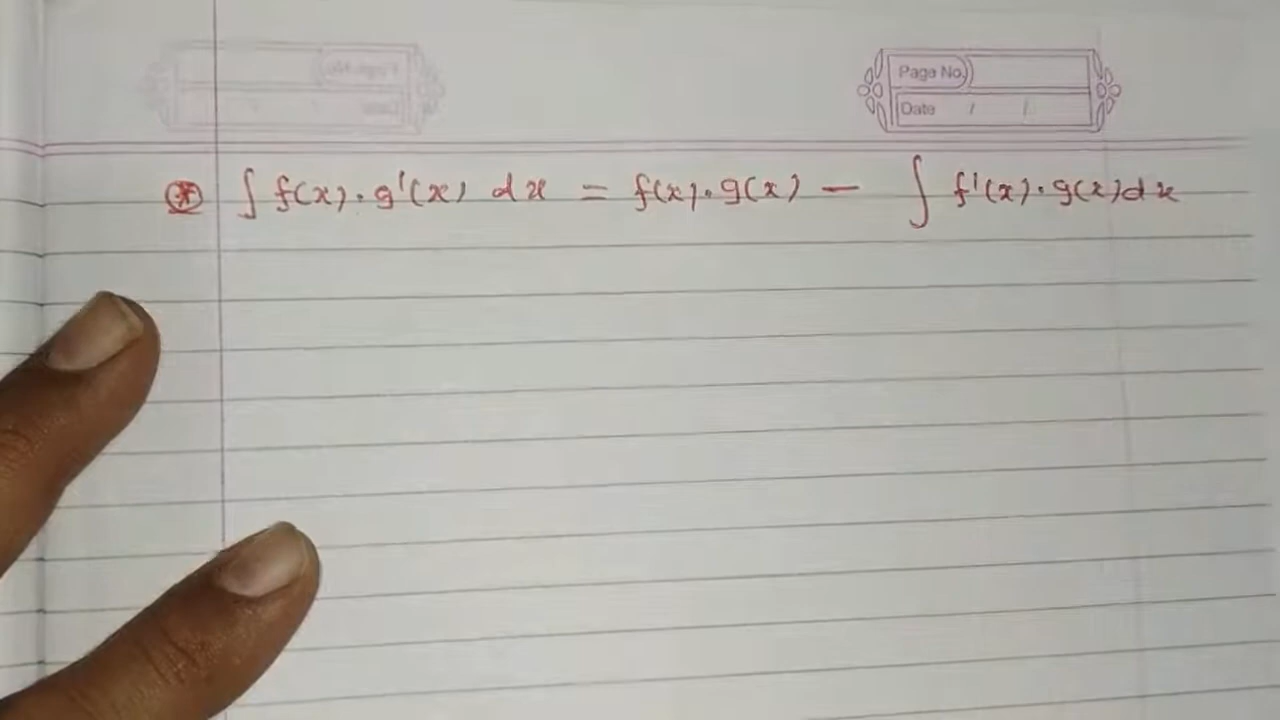 Page No.
Date / /
* ∫ f(x).g'(x) dx = f(x).g(x) - ∫ f'(x).g(x)dx